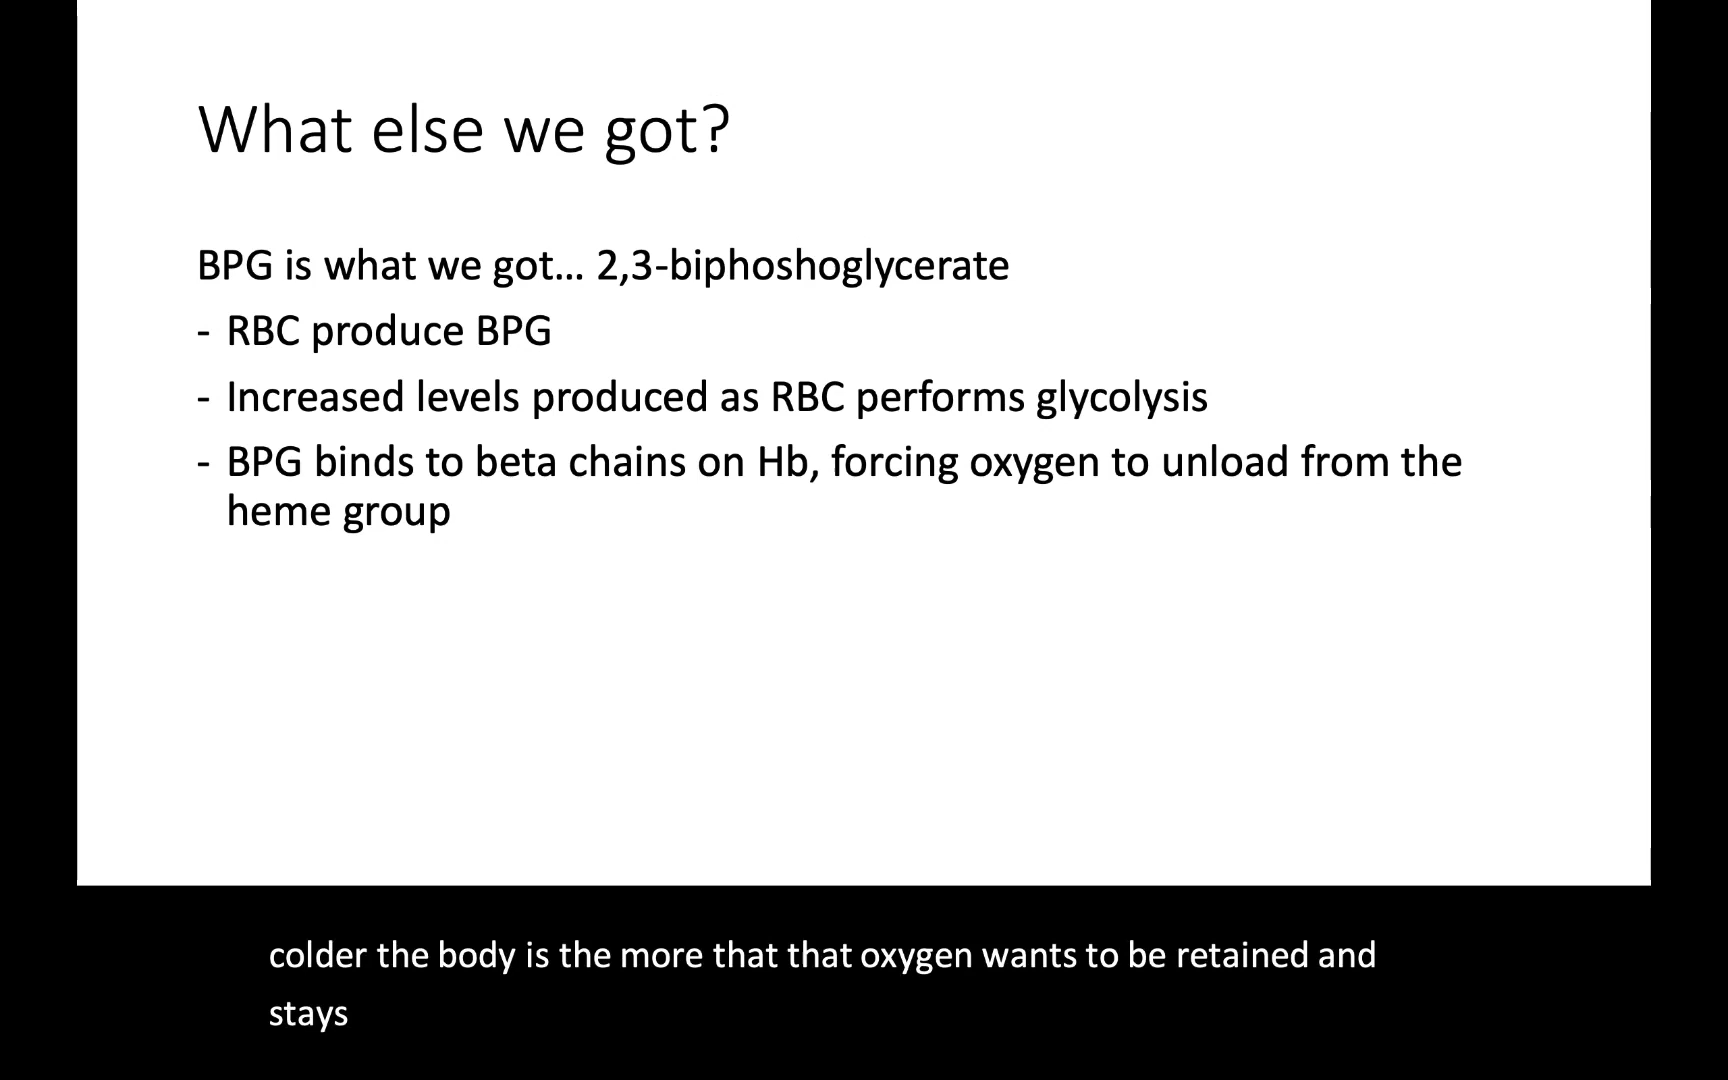 What else we got?
BPG is what we got... 2,3-biphoshoglycerate
- RBC produce BPG
- Increased levels produced as RBC performs glycolysis
- BPG binds to beta chains on Hb, forcing oxygen to unload from the
heme group
colder the body is the more that that oxygen wants to be retained and
stays